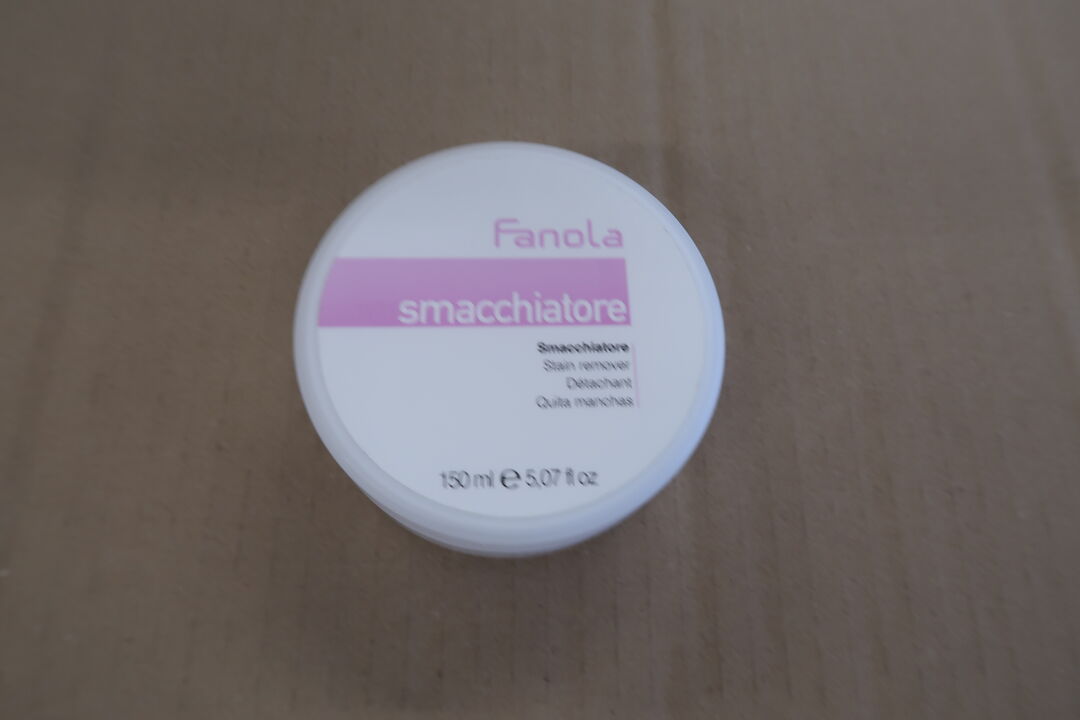 Fanola
smacchiatore
Smacchiatore
Stain remover
Détachant
Quita manchas
150 ml e 5,07 fl oz